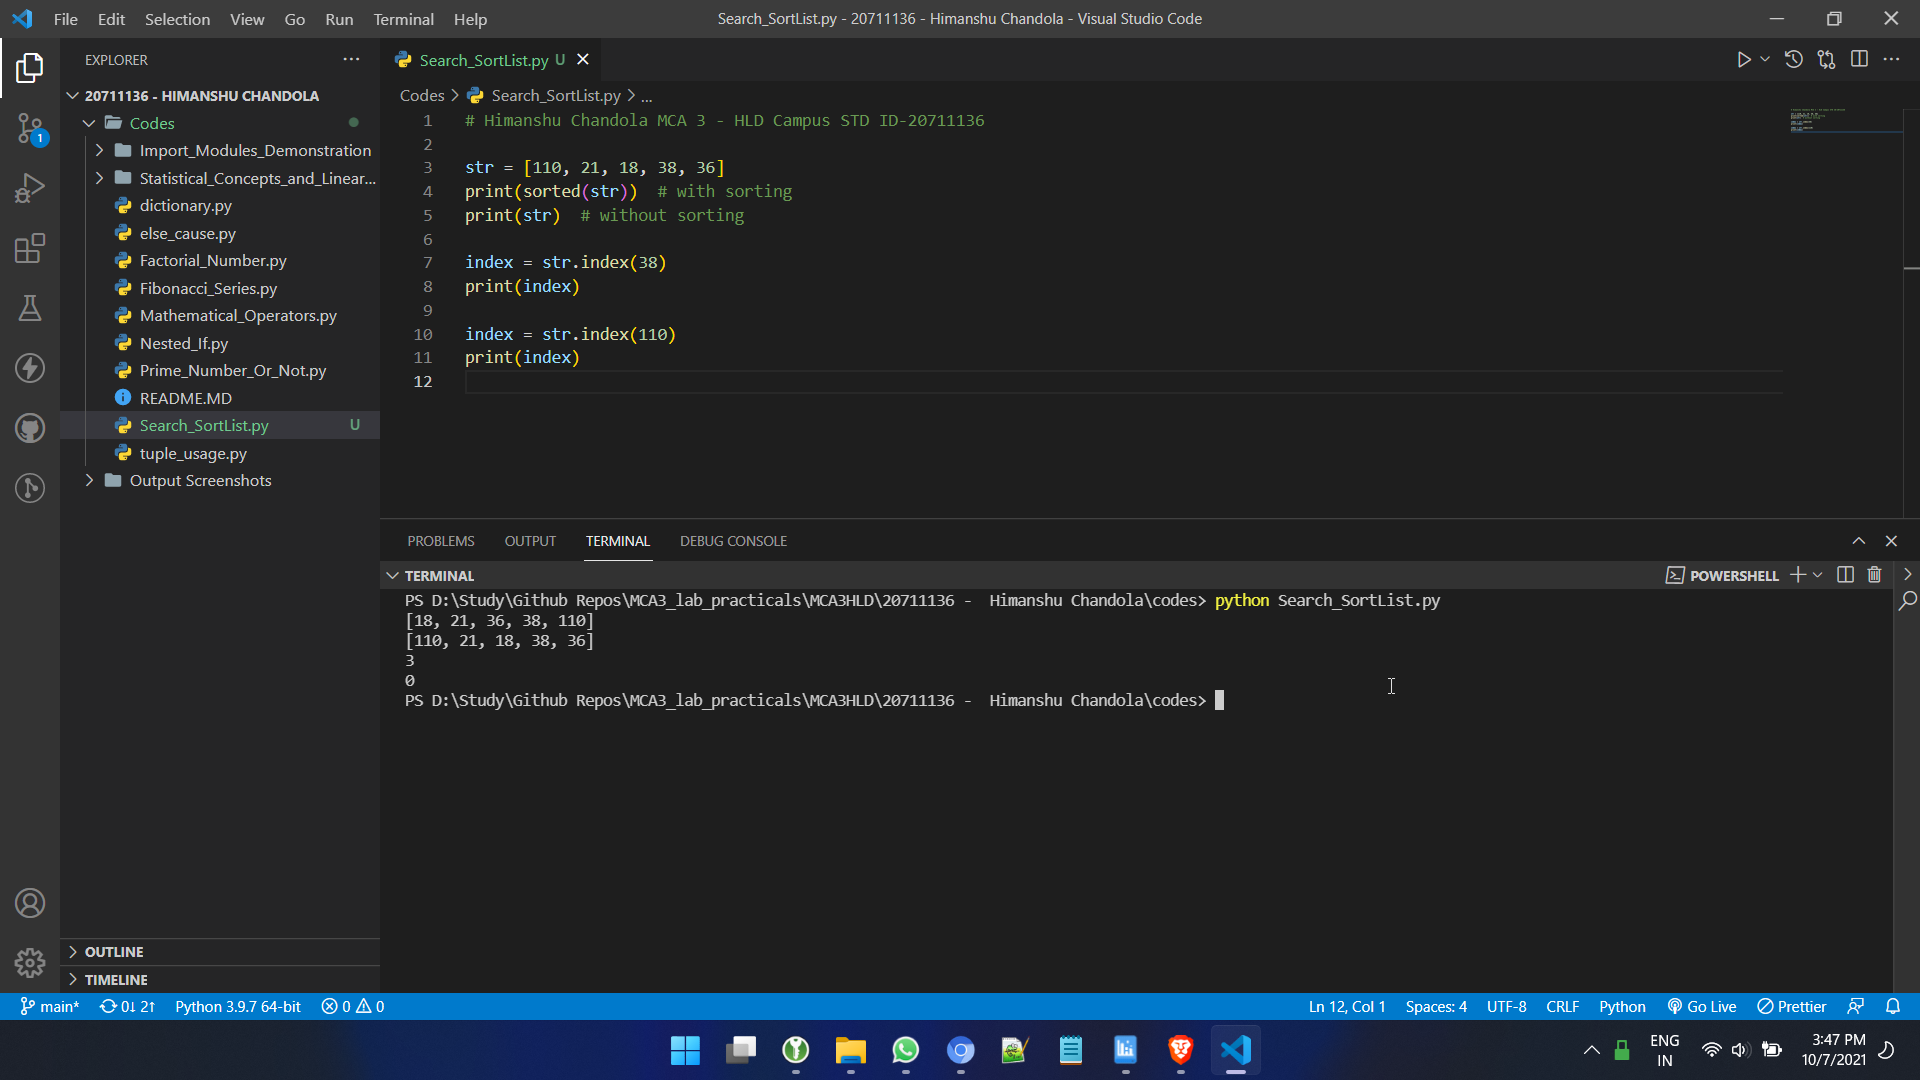 File Edit Selection View Go Run Terminal Help
Search_SortList.py - 20711136 - Himanshu Chandola - Visual Studio Code
EXPLORER
20711136 - HIMANSHU CHANDOLA
Codes
Import_Modules_Demonstration
Statistical_Concepts_and_Linear...
dictionary.py
else_cause.py
Factorial_Number.py
Fibonacci_Series.py
Mathematical_Operators.py
Nested_If.py
Prime_Number_Or_Not.py
README.MD
Search_SortList.py U
tuple_usage.py
Output Screenshots
OUTLINE
TIMELINE
1
Search_SortList.py U
Codes > Search_SortList.py > ...
1 # Himanshu Chandola MCA 3 - HLD Campus STD ID-20711136
2
3 str = [110, 21, 18, 38, 36]
4 print(sorted(str))  # with sorting
5 print(str)  # without sorting
6
7 index = str.index(38)
8 print(index)
9
10 index = str.index(110)
11 print(index)
12
PROBLEMS OUTPUT TERMINAL DEBUG CONSOLE
TERMINAL
POWERSHELL
PS D:\Study\Github Repos\MCA3_lab_practicals\MCA3HLD\20711136 -  Himanshu Chandola\codes> python Search_SortList.py
[18, 21, 36, 38, 110]
[110, 21, 18, 38, 36]
3
0
PS D:\Study\Github Repos\MCA3_lab_practicals\MCA3HLD\20711136 -  Himanshu Chandola\codes>
main* 0↓ 2↑ Python 3.9.7 64-bit 0 0
Ln 12, Col 1 Spaces: 4 UTF-8 CRLF Python Go Live Prettier
ENG
IN
3:47 PM
10/7/2021